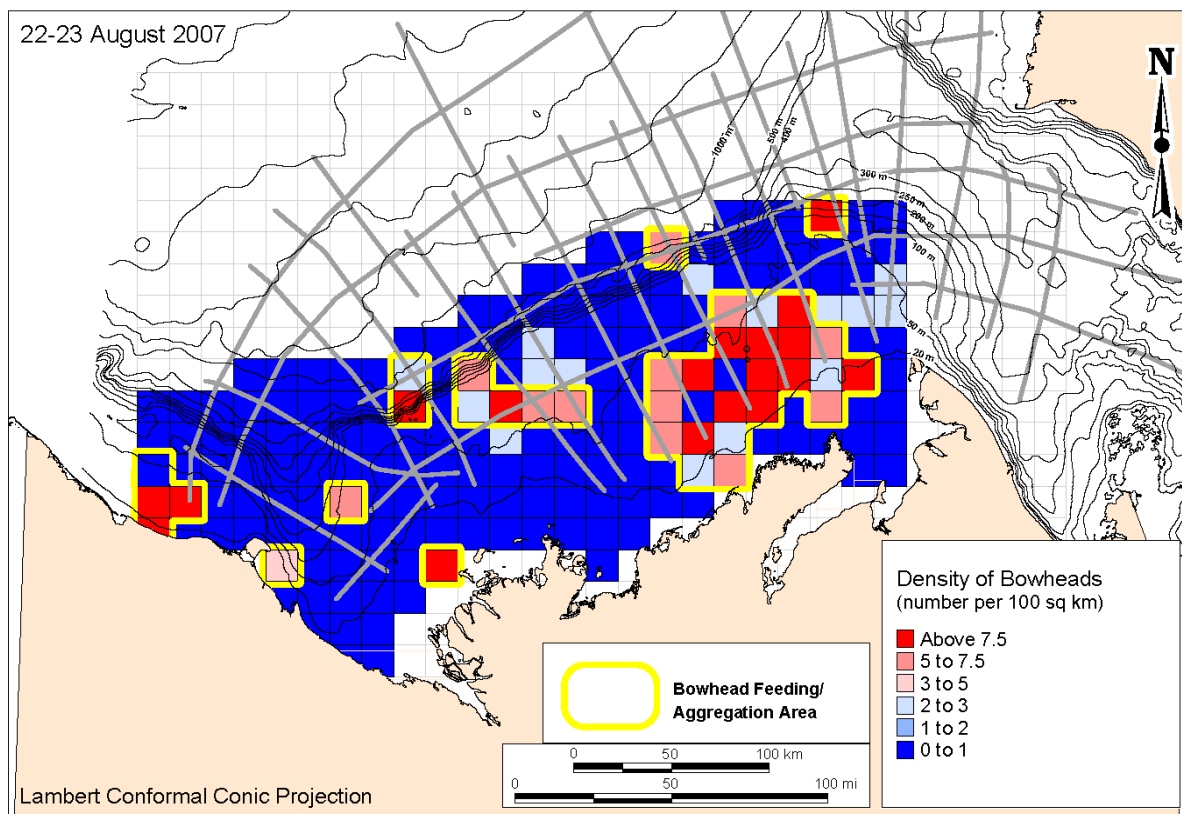 22-23 August 2007
N
1000 m
500 m
400 m
300 m
250 m
200 m
100 m
50 m
20 m
Density of Bowheads
(number per 100 sq km)
Above 7.5
5 to 7.5
3 to 5
2 to 3
1 to 2
0 to 1
Bowhead Feeding/
Aggregation Area
0 50 100 km
0 50 100 mi
Lambert Conformal Conic Projection